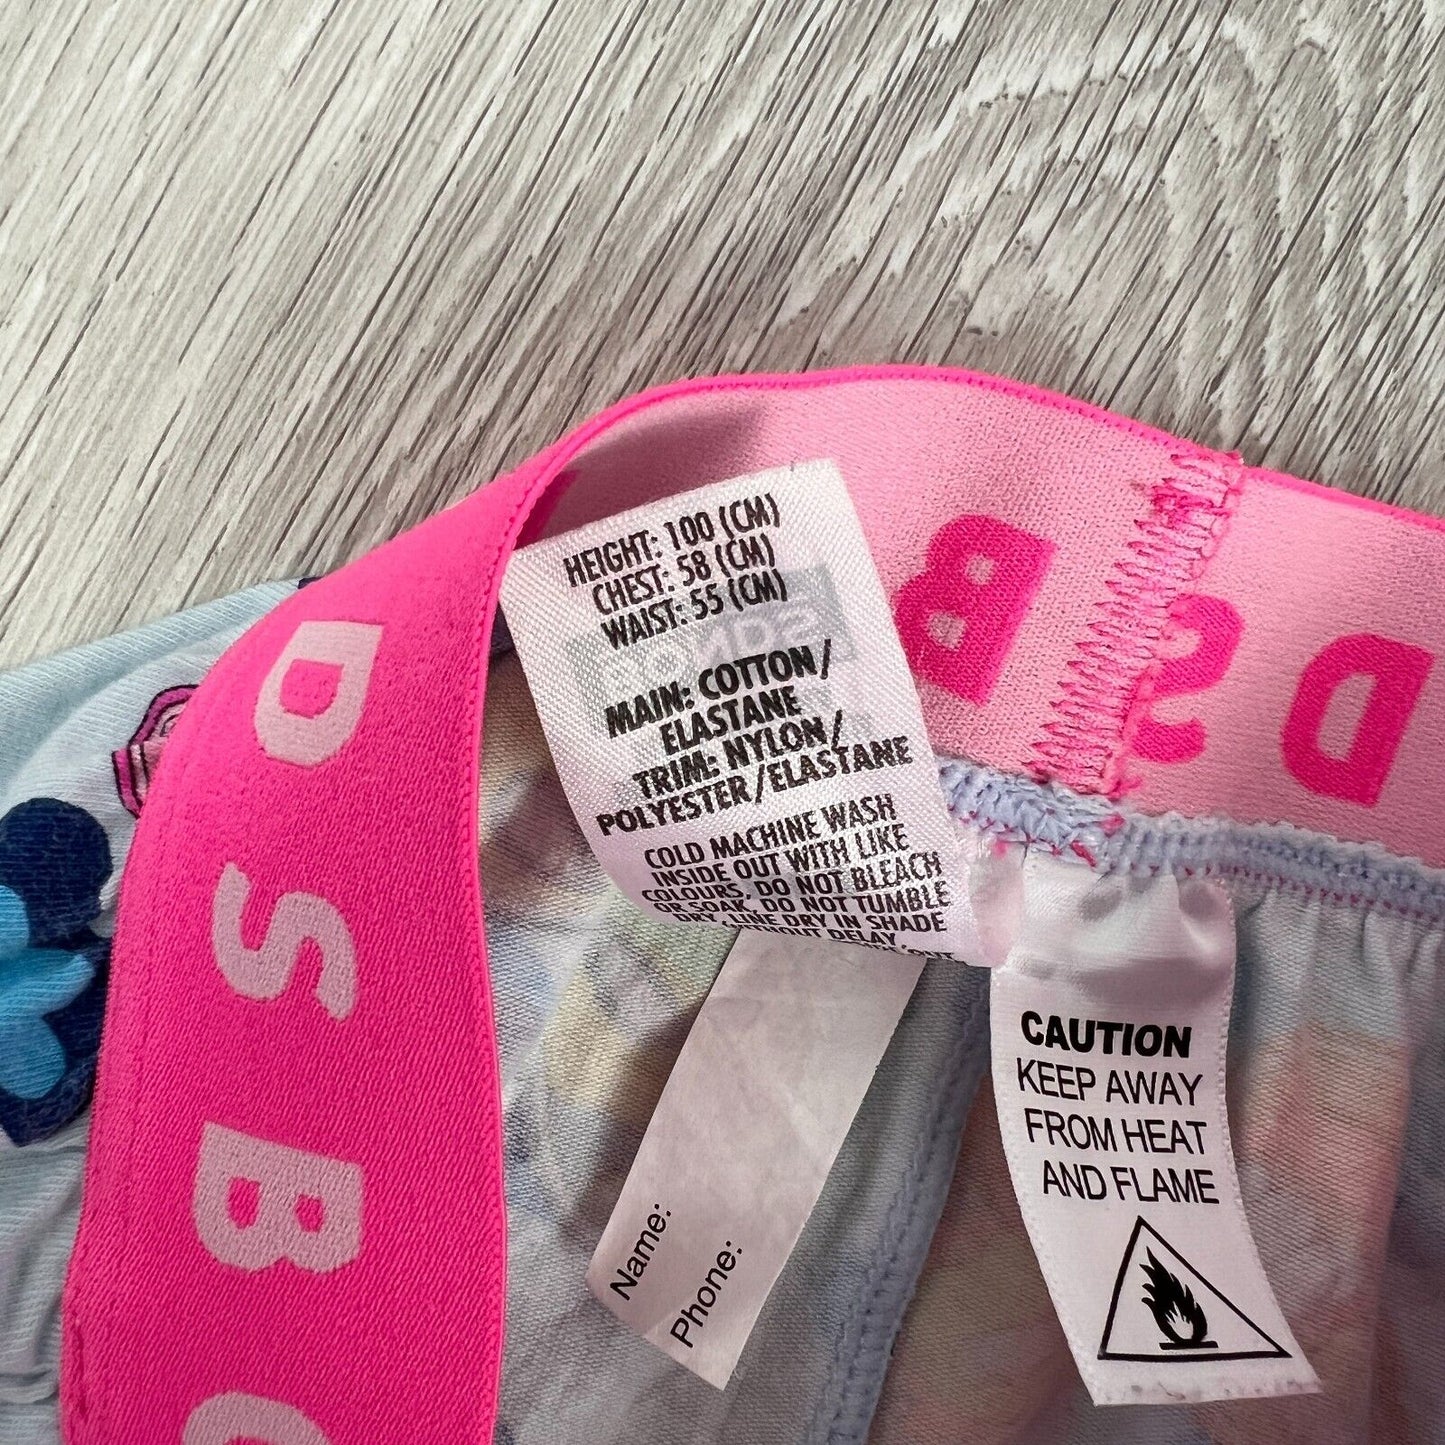 HEIGHT: 100 (CM)
CHEST: 58 (CM)
WAIST: 55 (CM)
MAIN: COTTON/
ELASTANE
TRIM: NYLON/
POLYESTER/ELASTANE
COLD MACHINE WASH
INSIDE OUT WITH LIKE
COLOURS, DO NOT BLEACH
OR SOAK, DO NOT TUMBLE
DRY, LINE DRY IN SHADE
WITHOUT DELAY,
Name:
Phone:
CAUTION
KEEP AWAY
FROM HEAT
AND FLAME
DSBO
BSD